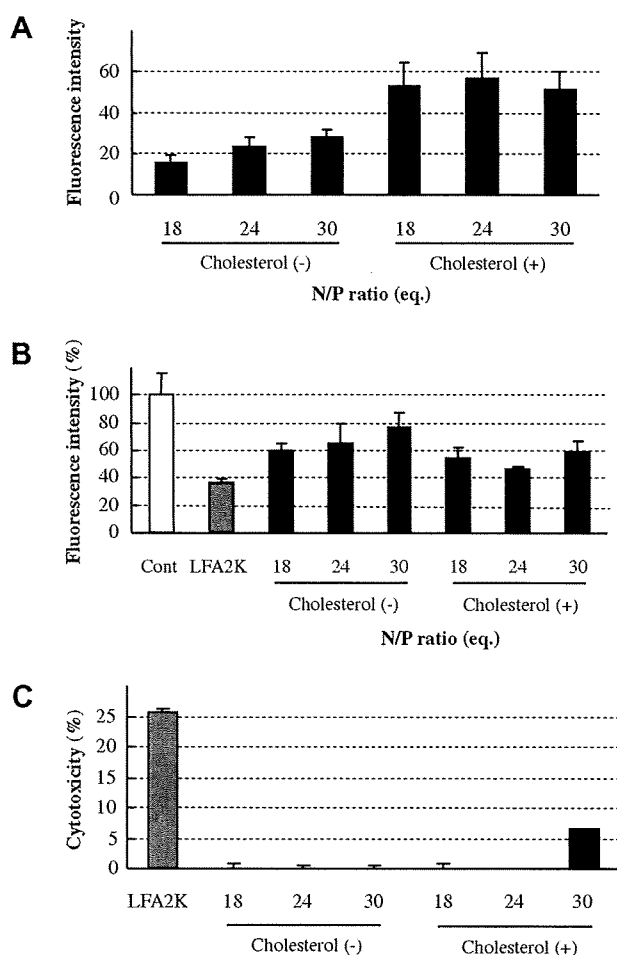 A
Fluorescence intensity
60
40
20
0
18 24 30 18 24 30
Cholesterol (-) Cholesterol (+)
N/P ratio (eq.)
B
Fluorescence intensity (%)
100
80
60
40
20
0
Cont LFA2K 18 24 30 18 24 30
Cholesterol (-) Cholesterol (+)
N/P ratio (eq.)
C
Cytotoxicity (%)
25
20
15
10
5
0
LFA2K 18 24 30 18 24 30
Cholesterol (-) Cholesterol (+)